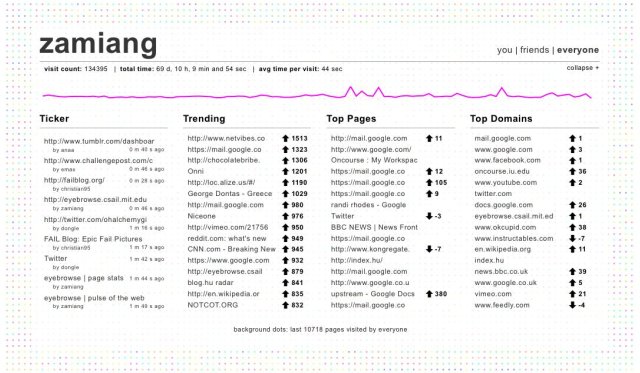 zamiang
you | friends | everyone
visit count: 134395 | total time: 69 d, 10 h, 9 min and 54 sec | avg time per visit: 44 sec
collapse +
Ticker
http://www.tumblr.com/dashboar
by anaa 0 m 40 s ago
http://www.challengepost.com/c
by emax 0 m 46 s ago
http://failblog.org/ 0 m 28 s ago
by christian95
http://eyebrowse.csail.mit.edu
by zamiang 0 m 46 s ago
http://twitter.com/ohalchemygi
by dongle 1 m 16 s ago
FAIL Blog: Epic Fail Pictures
by christian95 1 m 17 s ago
Twitter 1 m 42 s ago
by dongle
eyebrowse | page stats 1 m 44 s ago
by zamiang
eyebrowse | pulse of the web
by zamiang 1 m 49 s ago
Trending
http://www.netvibes.co 1513
https://mail.google.co 1323
http://chocolatebribe. 1306
Onni 1201
http://loc.alize.us/#/ 1190
George Dontas - Greece 1029
http://mail.google.com 980
Niceone 976
http://vimeo.com/21756 950
reddit.com: what's new 949
CNN.com - Breaking New 945
https://www.google.com 932
http://eyebrowse.csail 879
blog.hu radar 841
http://en.wikipedia.or 835
NOTCOT.ORG 832
Top Pages
http://mail.google.com 11
http://www.google.com/
Oncourse : My Workspac
https://mail.google.co 12
https://mail.google.co 105
https://mail.google.co 9
randi rhodes - Google
Twitter -3
BBC NEWS | News Front
https://mail.google.co
http://www.kongregate. -7
http://index.hu/
http://mail.google.com
https://mail.google.co
upstream - Google Docs 380
https://mail.google.co
Top Domains
mail.google.com 1
www.google.com 3
www.facebook.com 1
oncourse.iu.edu 36
www.youtube.com 2
twitter.com
docs.google.com 26
eyebrowse.csail.mit.ed 1
www.okcupid.com 38
www.instructables.com -7
en.wikipedia.org 11
index.hu
news.bbc.co.uk 39
www.google.co.uk 5
vimeo.com 21
www.feedly.com -4
background dots: last 10718 pages visited by everyone